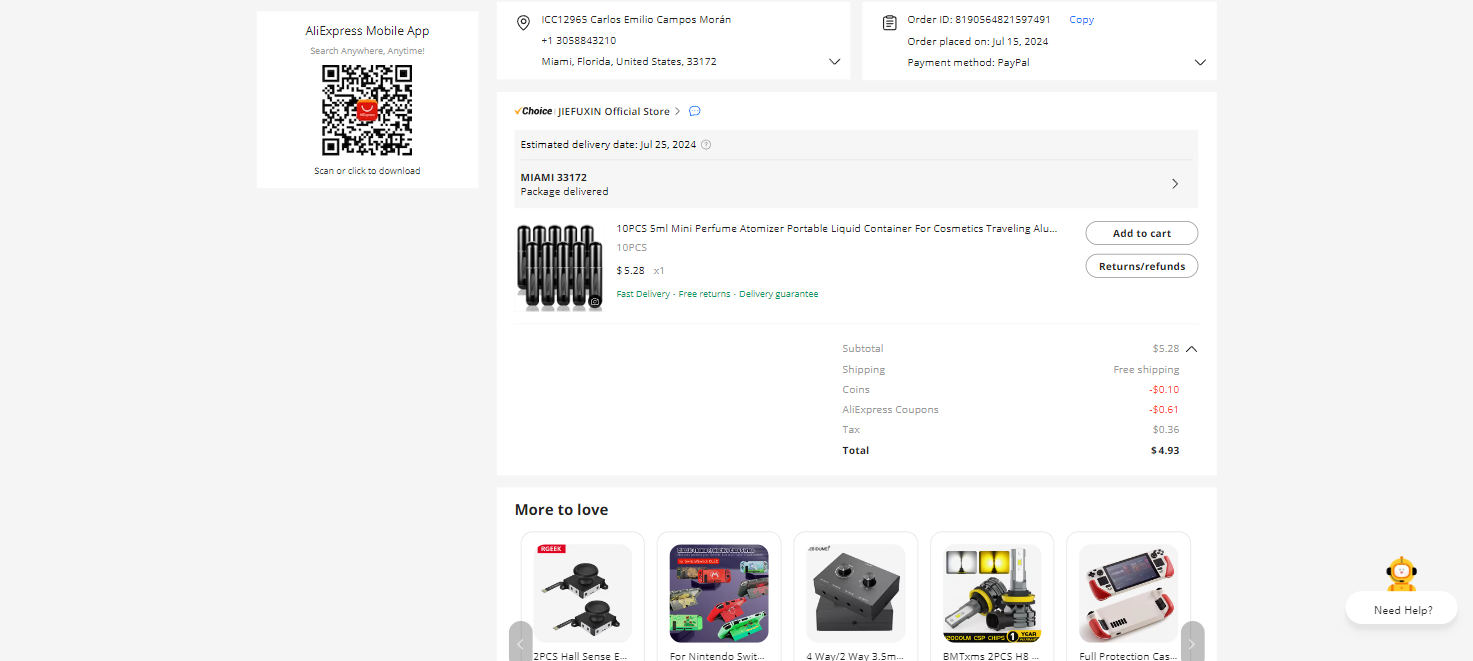 AliExpress Mobile App
Search Anywhere, Anytime!
Scan or click to download
ICC12965 Carlos Emilio Campos Morán
+1 3058843210
Miami, Florida, United States, 33172
Order ID: 8190564821597491 Copy
Order placed on: Jul 15, 2024
Payment method: PayPal
Choice JIEFUXIN Official Store
Estimated delivery date: Jul 25, 2024
MIAMI 33172
Package delivered
10PCS 5ml Mini Perfume Atomizer Portable Liquid Container For Cosmetics Traveling Alu...
10PCS
$5.28 x1
Fast Delivery · Free returns · Delivery guarantee
Add to cart
Returns/refunds
Subtotal $5.28
Shipping Free shipping
Coins -$0.10
AliExpress Coupons -$0.61
Tax $0.36
Total $4.93
More to love
RGEEK
2000LM CSP CHIPS 1 YEAR
2PCS Hall Sense E...
For Nintendo Swit...
4 Way/2 Way 3.5m...
BMTxms 2PCS H8 ...
Full Protection Cas...
Need Help?